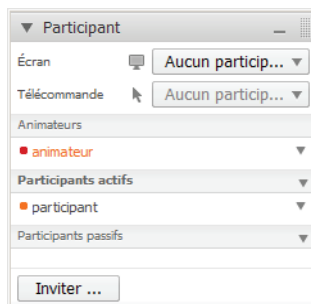 Participant
Écran Aucun particip...
Télécommande Aucun particip...
Animateurs
animateur
Participants actifs
participant
Participants passifs
Inviter ...